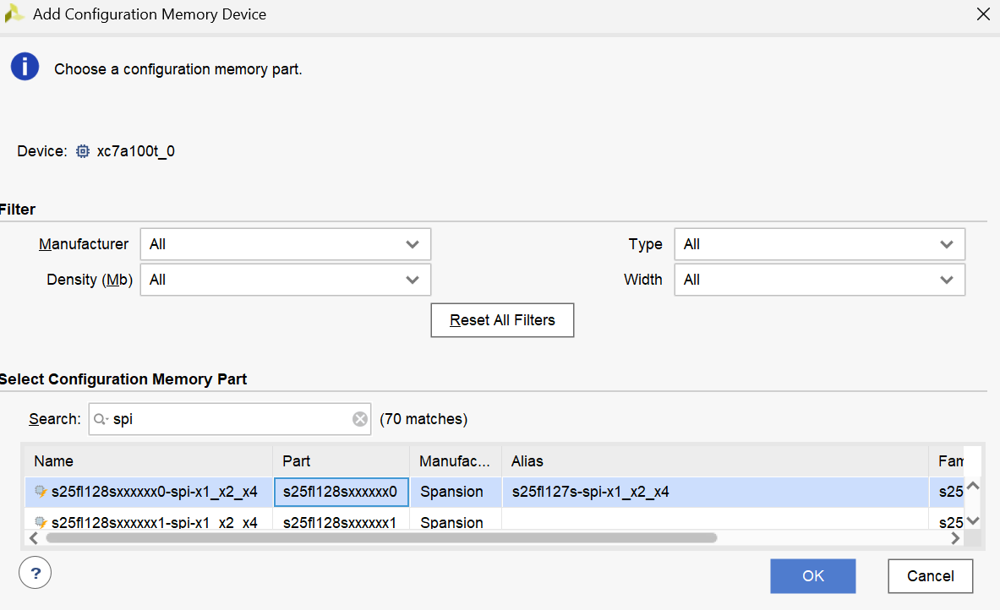 Add Configuration Memory Device
Choose a configuration memory part.
Device: xc7a100t_0
Filter
Manufacturer All Type All
Density (Mb) All Width All
Reset All Filters
Select Configuration Memory Part
Search: spi (70 matches)
Name Part Manufac... Alias Fam
s25fl128sxxxxxx0-spi-x1_x2_x4 s25fl128sxxxxxx0 Spansion s25fl127s-spi-x1_x2_x4 s25
s25fl128sxxxxxx1-spi-x1_x2_x4 s25fl128sxxxxxx1 Spansion s25
? OK Cancel